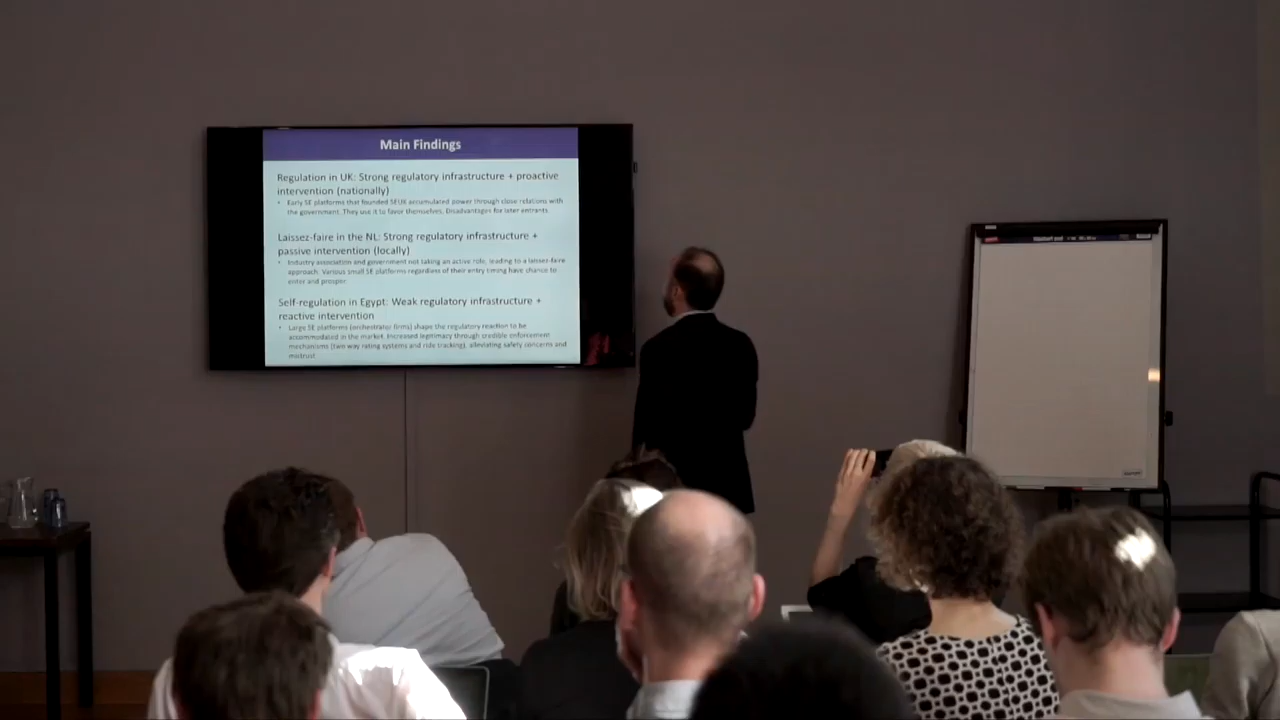 Main Findings
Regulation in UK: Strong regulatory infrastructure + proactive
intervention (nationally)
• Early SE platforms that founded SEUK accumulated power through close relations with
the government. They use it to favor themselves. Disadvantages for later entrants
Laissez-faire in the NL: Strong regulatory infrastructure +
passive intervention (locally)
• Industry association and government not taking an active role, leading to a laissez-faire
approach. Various small SE platforms regardless of their entry timing have chance to
enter and prosper
Self-regulation in Egypt: Weak regulatory infrastructure +
reactive intervention
• Large SE platforms (orchestrator firms) shape the regulatory reaction to be
accommodated in the market. Increased legitimacy through credible enforcement
mechanisms (two way rating systems and ride tracking), alleviating safety concerns and
mistrust